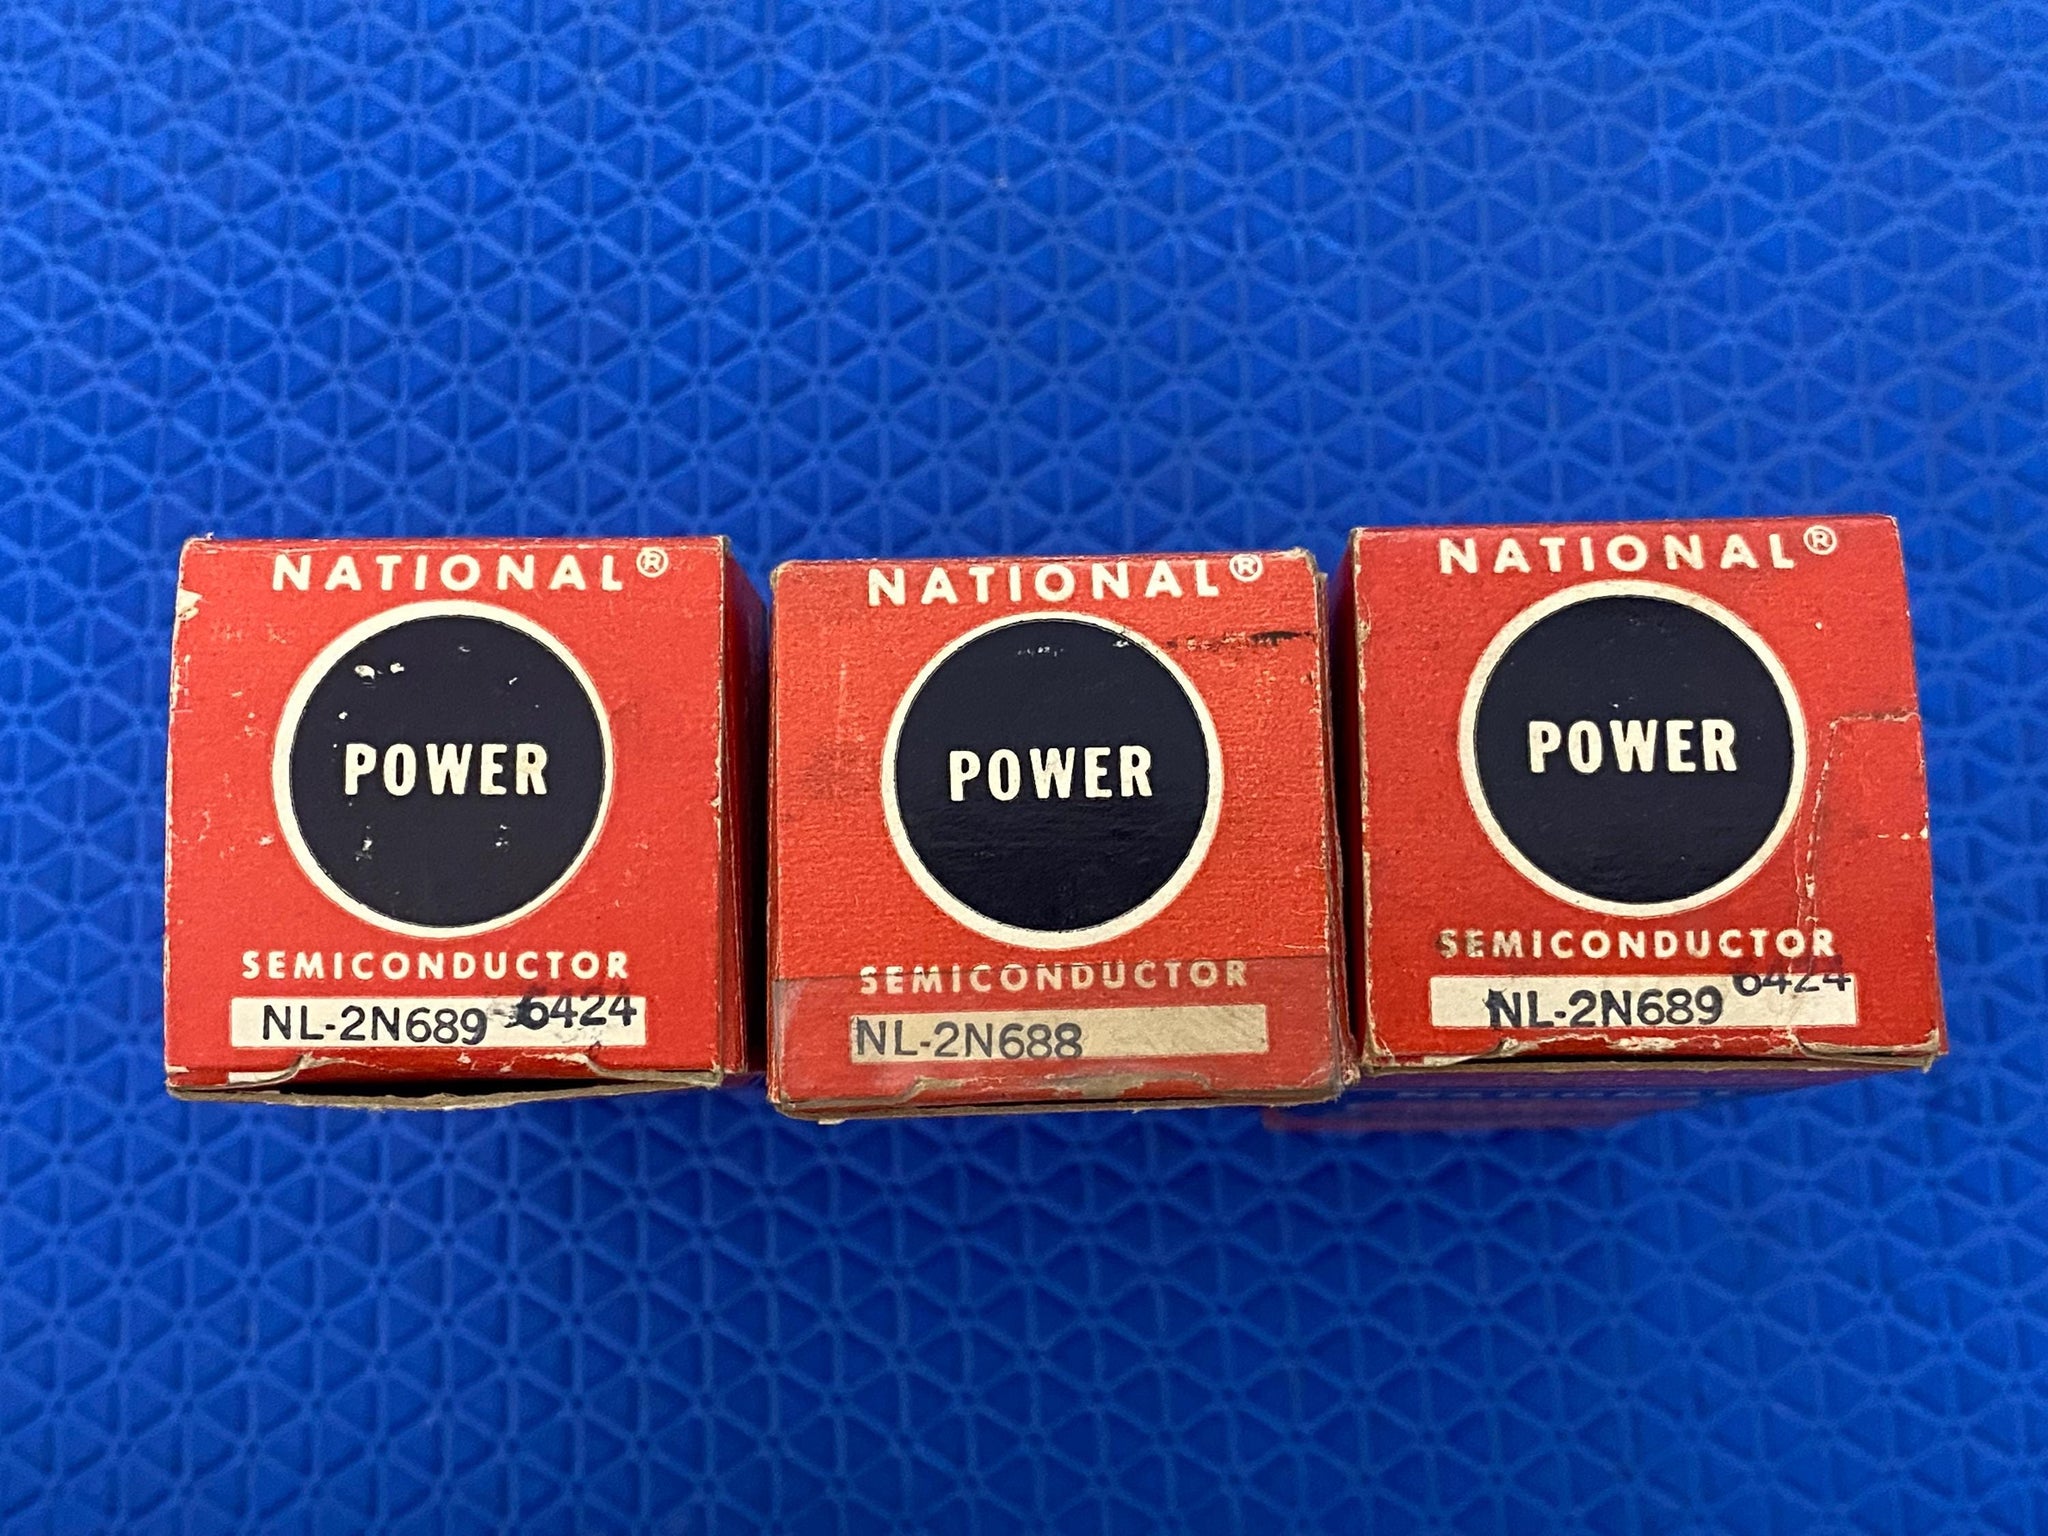 NATIONAL®
POWER
SEMICONDUCTOR
NL-2N689 6424
NATIONAL®
POWER
SEMICONDUCTOR
NL-2N688
NATIONAL®
POWER
SEMICONDUCTOR
NL-2N689 6424